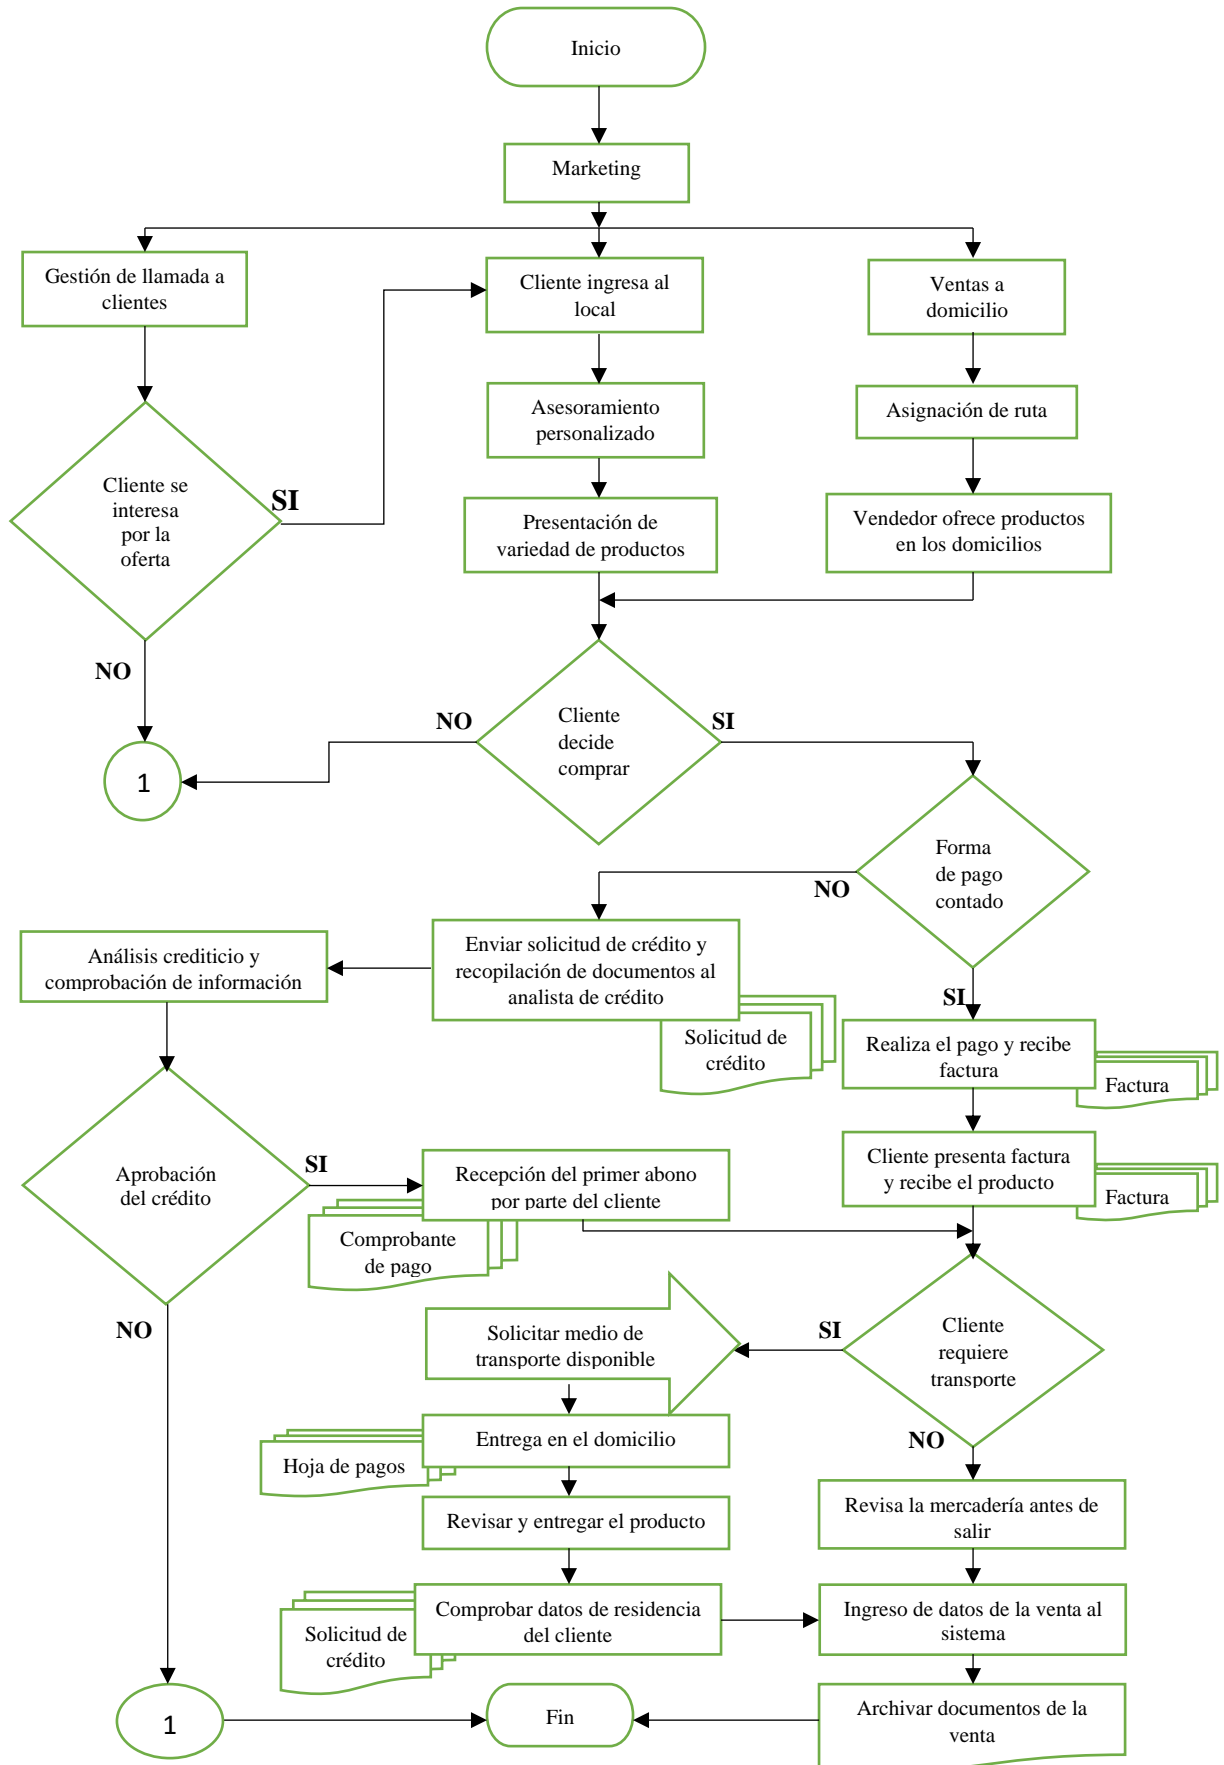 Inicio
Marketing
Gestión de llamada a
clientes
Cliente ingresa al
local
Ventas a
domicilio
Asesoramiento
personalizado
Asignación de ruta
Cliente se
interesa
por la
oferta
SI
Presentación de
variedad de productos
Vendedor ofrece productos
en los domicilios
NO
NO
Cliente
decide
comprar
SI
1
Forma
de pago
contado
NO
SI
Enviar solicitud de crédito y
recopilación de documentos al
analista de crédito
Análisis crediticio y
comprobación de información
Solicitud de
crédito
Realiza el pago y recibe
factura
Factura
Aprobación
del crédito
SI
Recepción del primer abono
por parte del cliente
Cliente presenta factura
y recibe el producto
Factura
Comprobante
de pago
NO
Solicitar medio de
transporte disponible
SI
Cliente
requiere
transporte
NO
Entrega en el domicilio
Hoja de pagos
Revisar y entregar el producto
Revisa la mercadería antes de
salir
Comprobar datos de residencia
del cliente
Solicitud de
crédito
Ingreso de datos de la venta al
sistema
1
Fin
Archivar documentos de la
venta